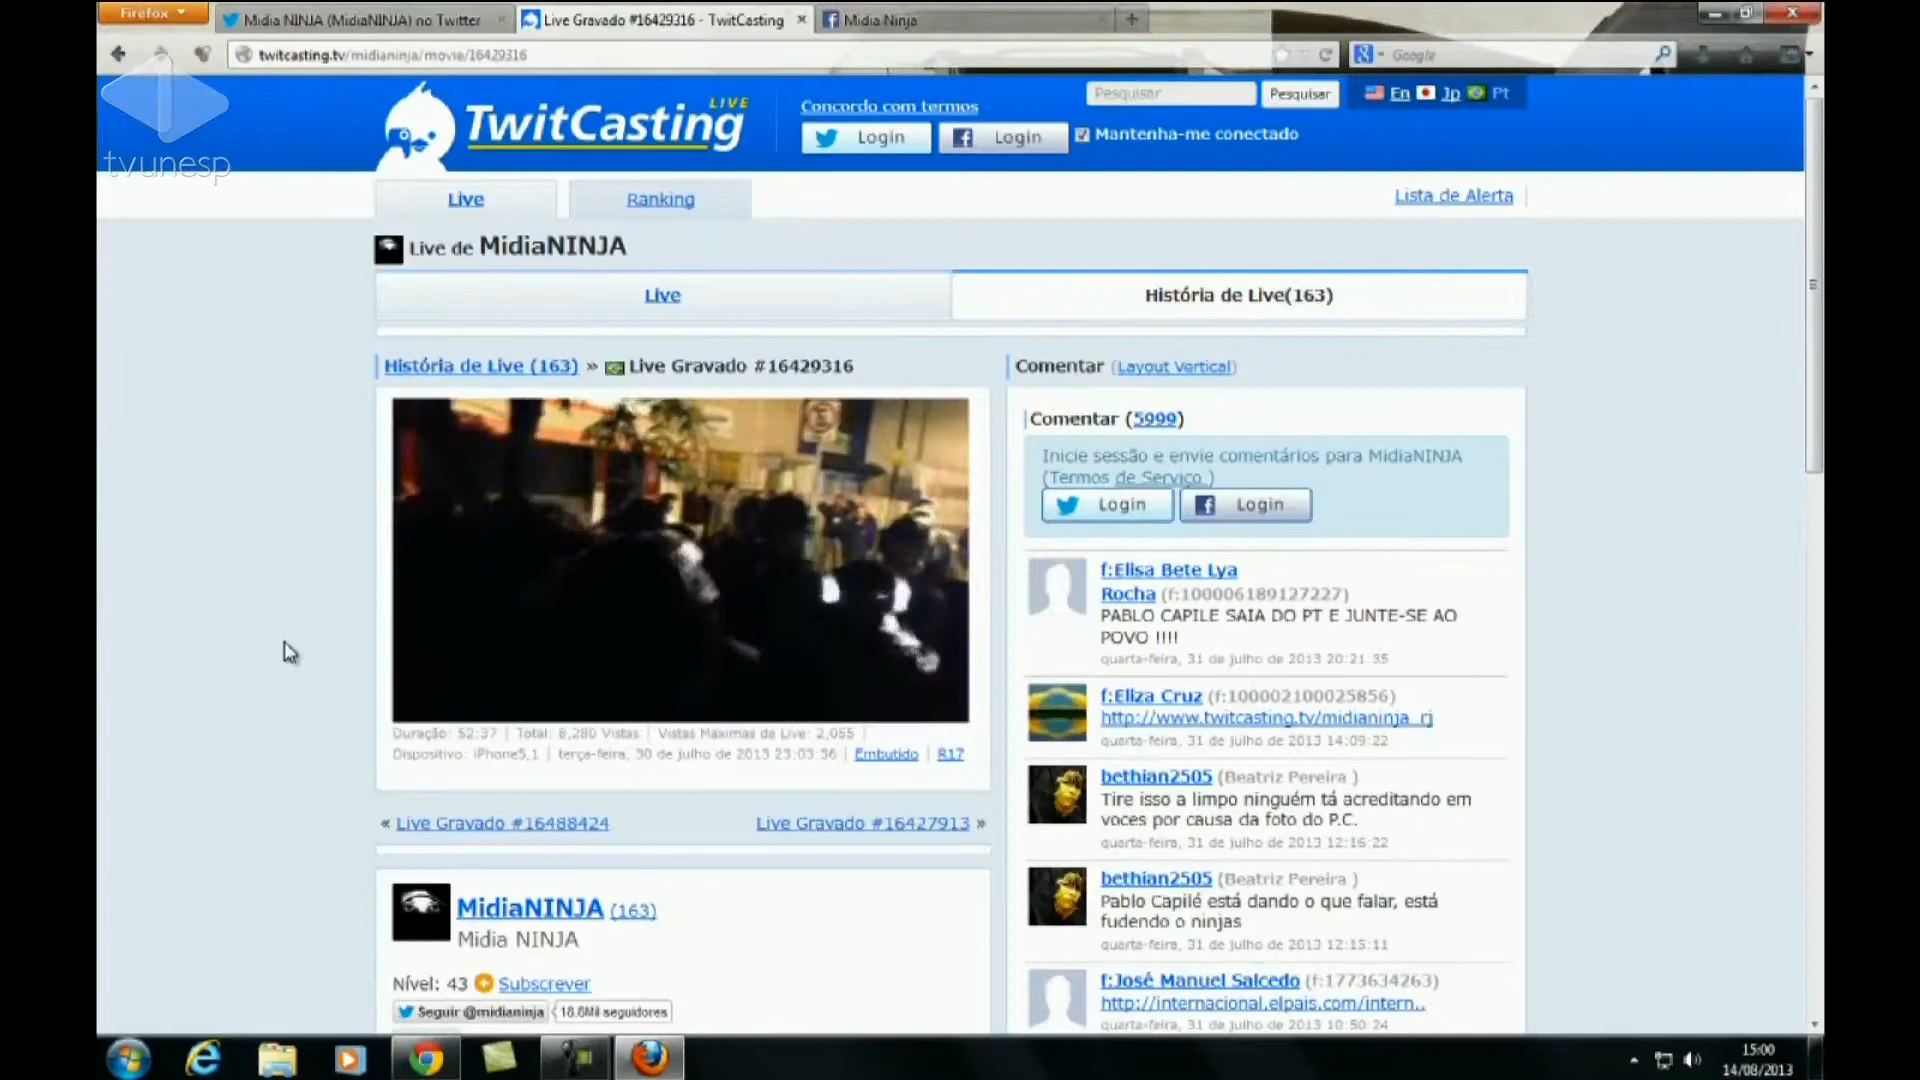 Firefox
Midia NINJA (MidiaNINJA) no Twitter
Live Gravado #16429316 - TwitCasting
Midia Ninja
twitcasting.tv/midianinja/movie/16429316
Google
tvunesp
TwitCasting LIVE
Concordo com termos
Login
Login
Mantenha-me conectado
Pesquisar
Pesquisar
En
Jp
Pt
Live
Ranking
Lista de Alerta
Live de MidiaNINJA
Live
História de Live(163)
História de Live (163) » Live Gravado #16429316
Duração: 52:37 | Total: 8,280 Vistas | Vistas Máximas da Live: 2,055 |
Dispositivo: iPhone5,1 | terça-feira, 30 de julho de 2013 23:03:36 | Embutido | R17
« Live Gravado #16488424
Live Gravado #16427913 »
MidiaNINJA (163)
Midia NINJA
Nível: 43 Subscrever
Seguir @midianinja
18.6Mil seguidores
Comentar (Layout Vertical)
Comentar (5999)
Inicie sessão e envie comentários para MidiaNINJA
(Termos de Serviço )
Login
Login
f:Elisa Bete Lya
Rocha (f:100006189127227)
PABLO CAPILE SAIA DO PT E JUNTE-SE AO
POVO !!!!
quarta-feira, 31 de julho de 2013 20:21:35
f:Eliza Cruz (f:100002100025856)
http://www.twitcasting.tv/midianinja_rj
quarta-feira, 31 de julho de 2013 14:09:22
bethian2505 (Beatriz Pereira )
Tire isso a limpo ninguém tá acreditando em
voces por causa da foto do P.C.
quarta-feira, 31 de julho de 2013 12:16:22
bethian2505 (Beatriz Pereira )
Pablo Capilé está dando o que falar, está
fudendo o ninjas
quarta-feira, 31 de julho de 2013 12:15:11
f:José Manuel Salcedo (f:1773634263)
http://internacional.elpais.com/intern..
quarta-feira, 31 de julho de 2013 10:50:24
15:00
14/08/2013